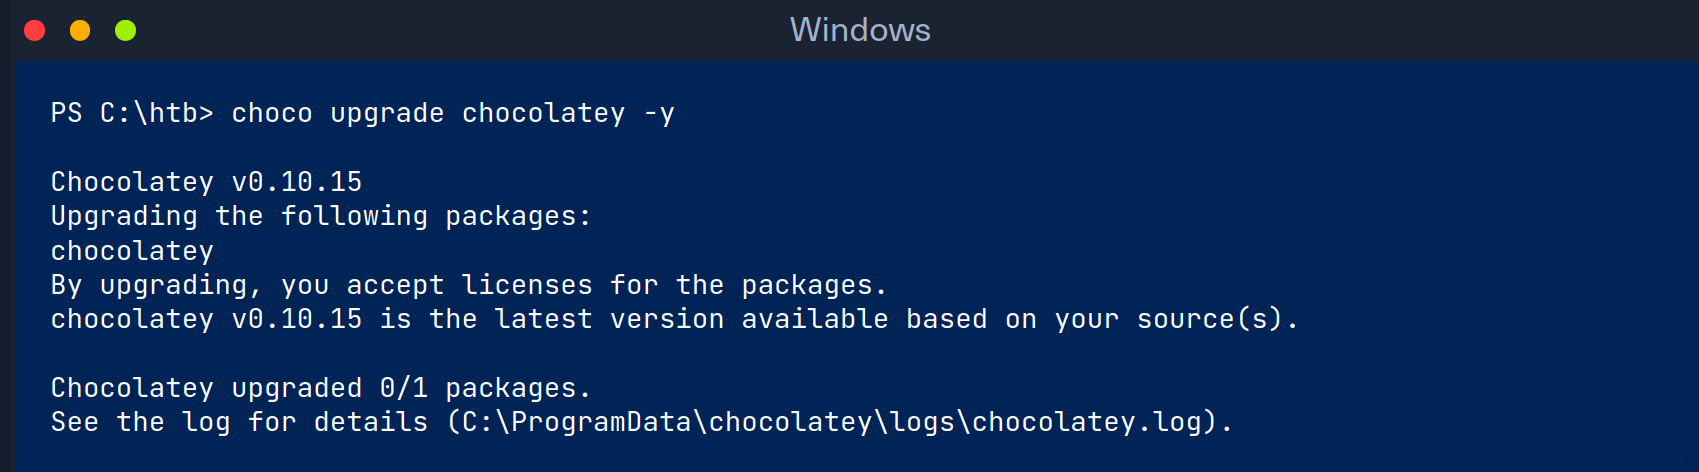 Windows
PS C:\htb> choco upgrade chocolatey -y
Chocolatey v0.10.15
Upgrading the following packages:
chocolatey
By upgrading, you accept licenses for the packages.
chocolatey v0.10.15 is the latest version available based on your source(s).
Chocolatey upgraded 0/1 packages.
See the log for details (C:\ProgramData\chocolatey\logs\chocolatey.log).